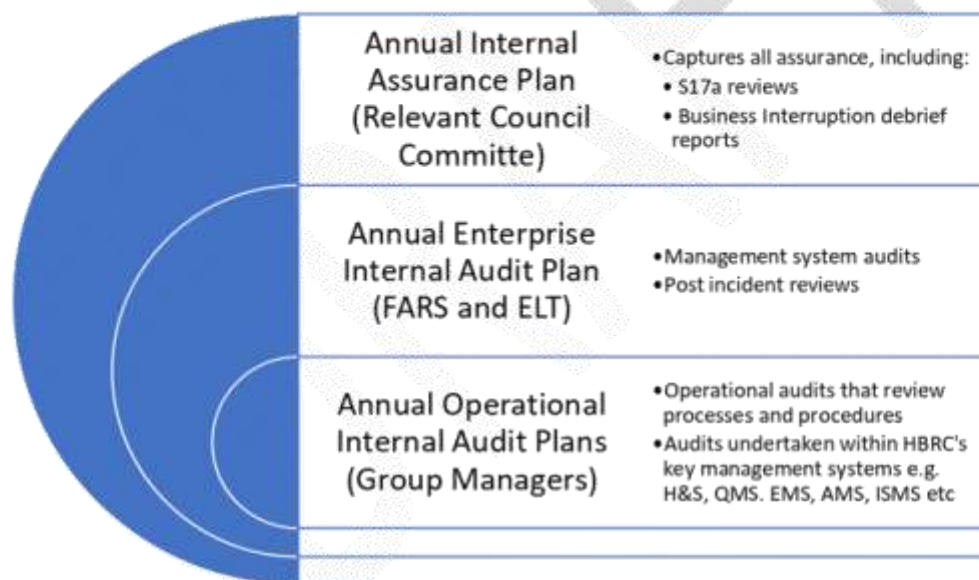 Annual Internal
Assurance Plan
(Relevant Council
Committe)
•Captures all assurance, including:
• S17a reviews
• Business Interruption debrief
reports
Annual Enterprise
Internal Audit Plan
(FARS and ELT)
•Management system audits
•Post incident reviews
Annual Operational
Internal Audit Plans
(Group Managers)
•Operational audits that review
processes and procedures
•Audits undertaken within HBRC's
key management systems e.g.
H&S, QMS. EMS, AMS, ISMS etc